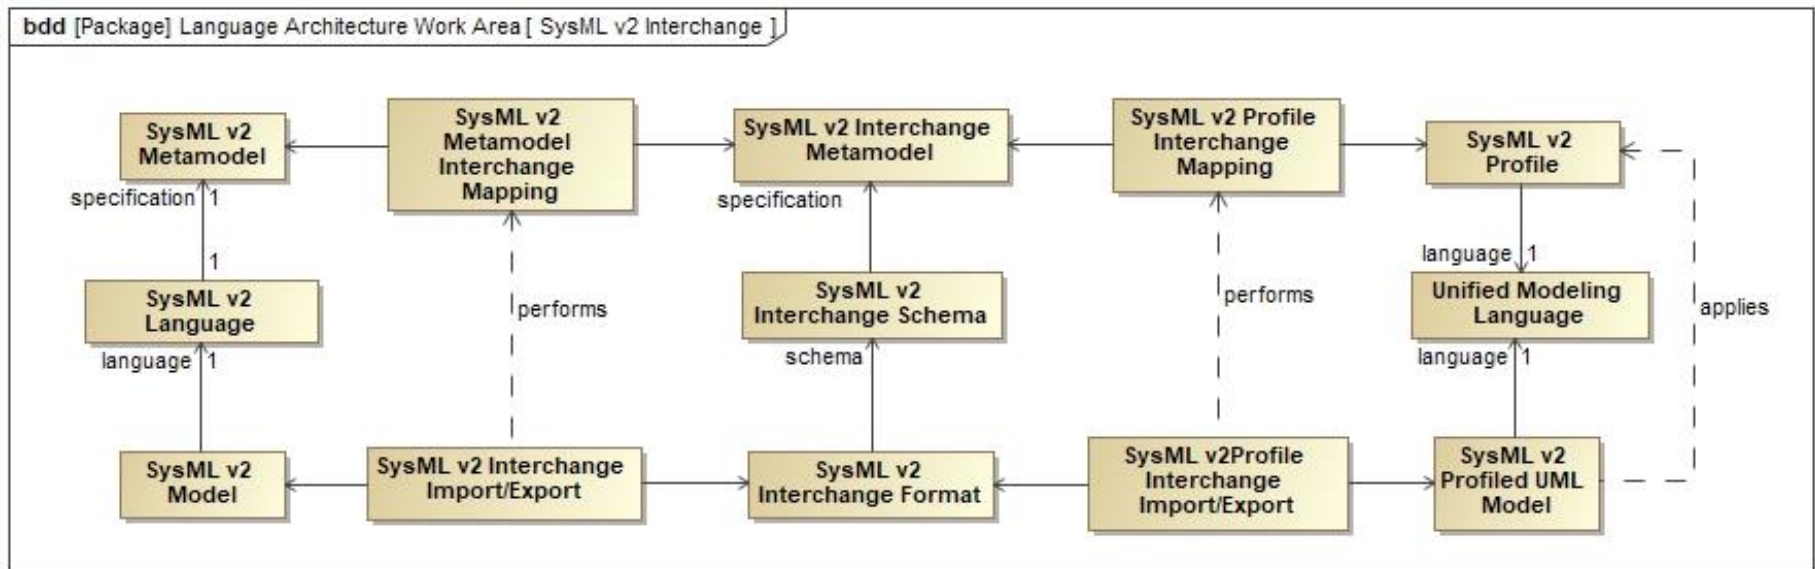 bdd [Package] Language Architecture Work Area [ SysML v2 Interchange ]
SysML v2
Metamodel
SysML v2
Metamodel
Interchange
Mapping
SysML v2 Interchange
Metamodel
SysML v2 Profile
Interchange
Mapping
SysML v2
Profile
specification 1
specification
1
language 1
SysML v2
Language
performs
SysML v2
Interchange Schema
performs
Unified Modeling
Language
applies
language 1
schema
language 1
SysML v2
Model
SysML v2 Interchange
Import/Export
SysML v2
Interchange Format
SysML v2Profile
Interchange
Import/Export
SysML v2
Profiled UML
Model